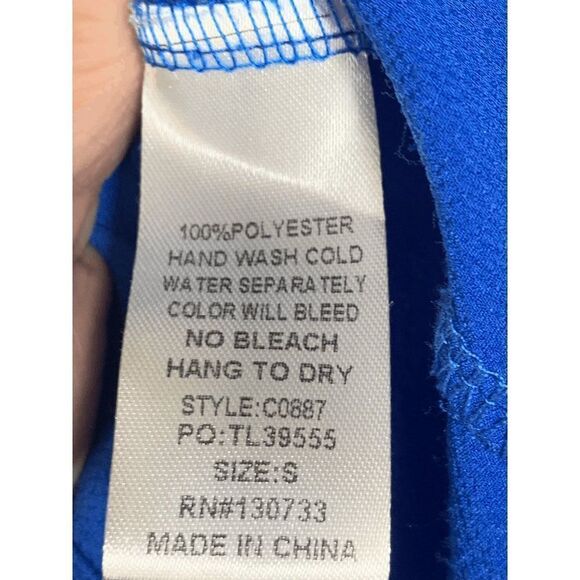 100%POLYESTER
HAND WASH COLD
WATER SEPARATELY
COLOR WILL BLEED
NO BLEACH
HANG TO DRY
STYLE:C0887
PO:TL39555
SIZE:S
RN#130733
MADE IN CHINA